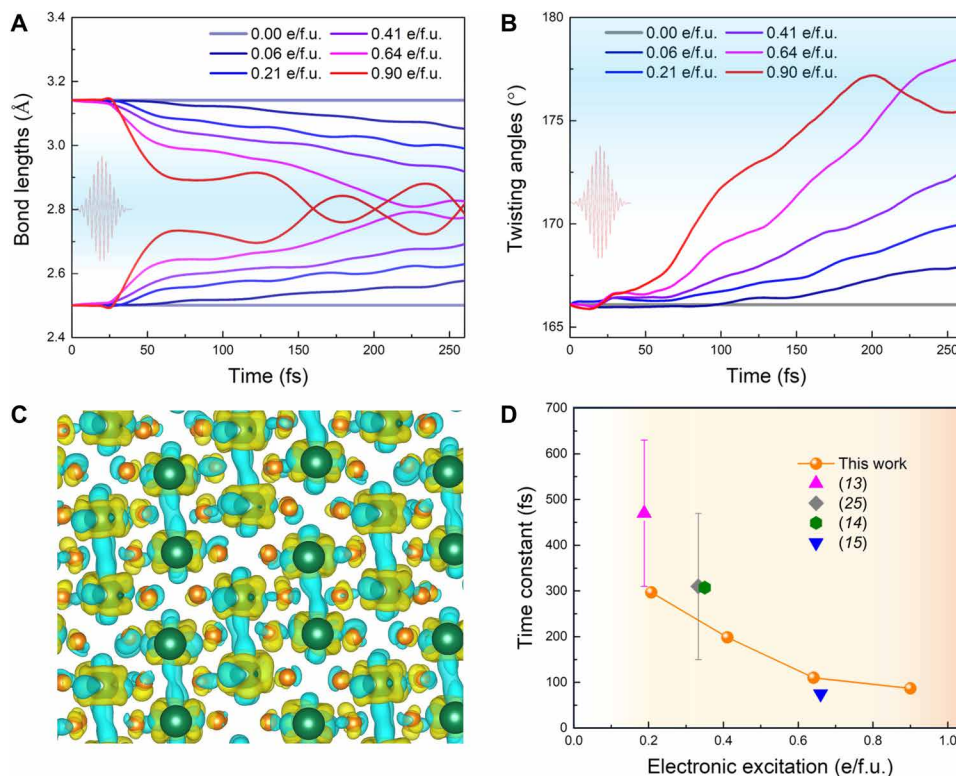 A
0.00 e/f.u. 0.41 e/f.u.
0.06 e/f.u. 0.64 e/f.u.
0.21 e/f.u. 0.90 e/f.u.
3.4
3.2
3.0
2.8
2.6
2.4
Bond lengths (Å)
0 50 100 150 200 250
Time (fs)
B
0.00 e/f.u. 0.41 e/f.u.
0.06 e/f.u. 0.64 e/f.u.
0.21 e/f.u. 0.90 e/f.u.
180
175
170
165
Twisting angles (°)
0 50 100 150 200 250
Time (fs)
C
D
This work
(13)
(25)
(14)
(15)
700
600
500
400
300
200
100
0
Time constant (fs)
0.0 0.2 0.4 0.6 0.8 1.0
Electronic excitation (e/f.u.)